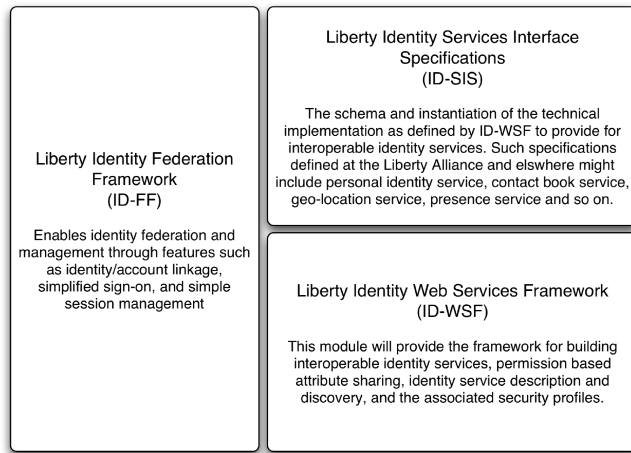 Liberty Identity Federation
Framework
(ID-FF)
Enables identity federation and
management through features such
as identity/account linkage,
simplified sign-on, and simple
session management
Liberty Identity Services Interface
Specifications
(ID-SIS)
The schema and instantiation of the technical
implementation as defined by ID-WSF to provide for
interoperable identity services. Such specifications
defined at the Liberty Alliance and elswhere might
include personal identity service, contact book service,
geo-location service, presence service and so on.
Liberty Identity Web Services Framework
(ID-WSF)
This module will provide the framework for building
interoperable identity services, permission based
attribute sharing, identity service description and
discovery, and the associated security profiles.